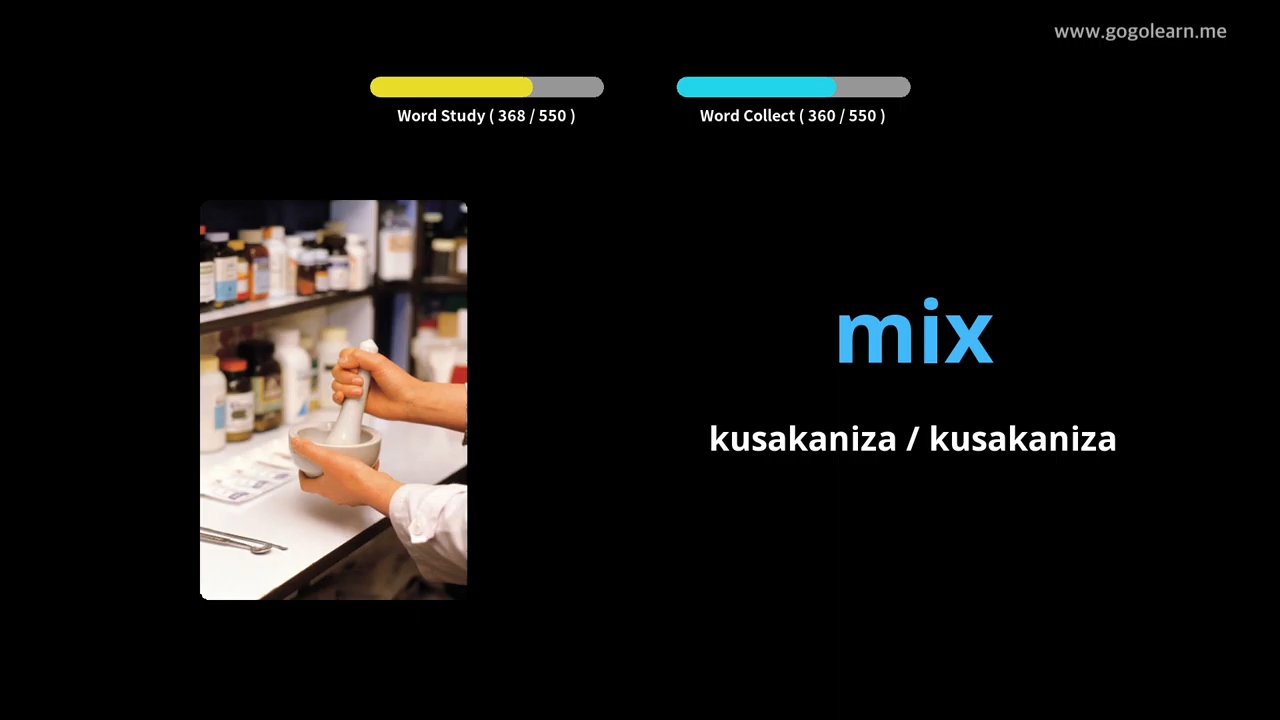 www.gogolearn.me
Word Study ( 368 / 550 )
Word Collect ( 360 / 550 )
mix
kusakaniza / kusakaniza